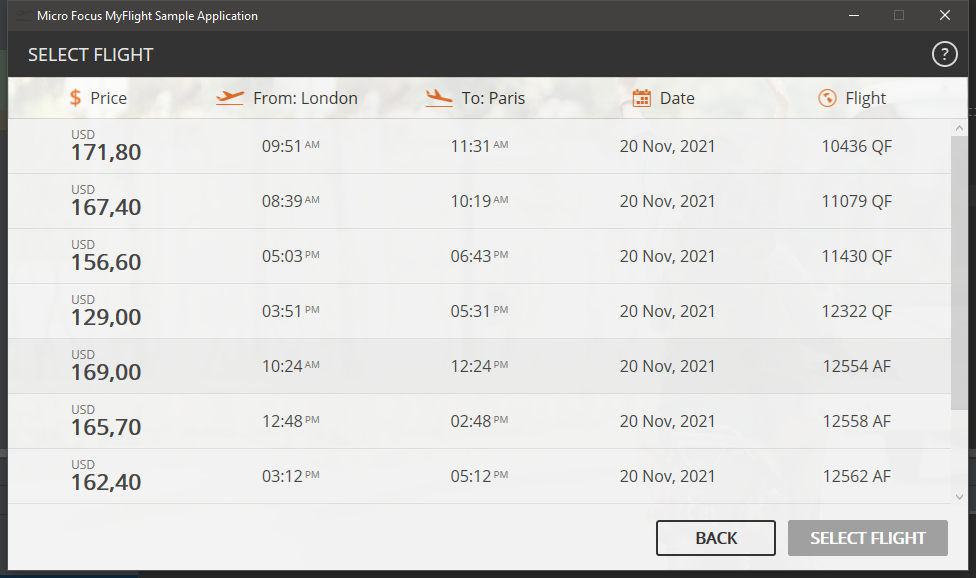 Micro Focus MyFlight Sample Application
SELECT FLIGHT ?
$ Price From: London To: Paris Date Flight
USD
171,80 09:51 AM 11:31 AM 20 Nov, 2021 10436 QF
USD
167,40 08:39 AM 10:19 AM 20 Nov, 2021 11079 QF
USD
156,60 05:03 PM 06:43 PM 20 Nov, 2021 11430 QF
USD
129,00 03:51 PM 05:31 PM 20 Nov, 2021 12322 QF
USD
169,00 10:24 AM 12:24 PM 20 Nov, 2021 12554 AF
USD
165,70 12:48 PM 02:48 PM 20 Nov, 2021 12558 AF
USD
162,40 03:12 PM 05:12 PM 20 Nov, 2021 12562 AF
BACK SELECT FLIGHT